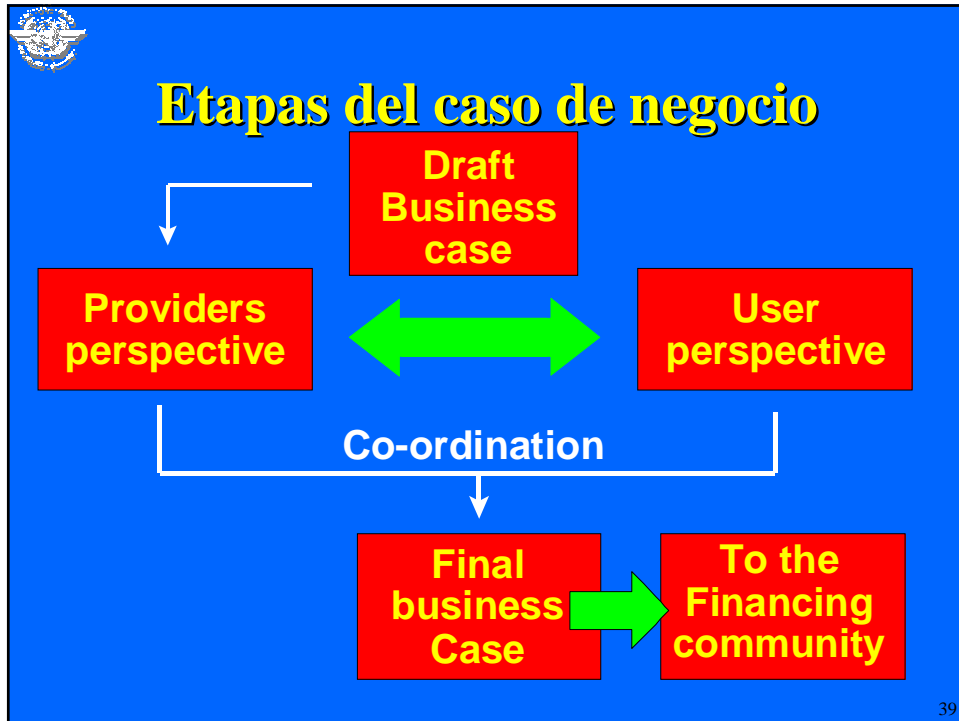 Etapas del caso de negocio
Draft
Business
case
Providers
perspective
User
perspective
Co-ordination
Final
business
Case
To the
Financing
community
39